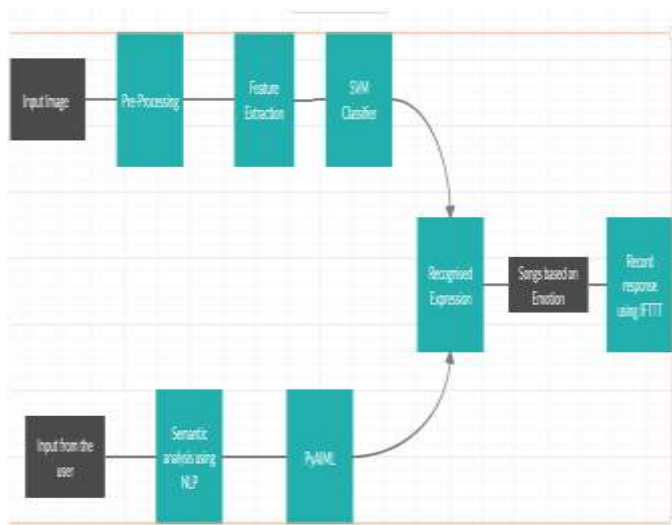 Input Image
Pre-Processing
Feature
Extraction
SVM
Classifier
Recognised
Expression
Songs based on
Emotion
Record
response
using IFTTT
Input from the
user
Semantic
analysis using
NLP
PyAIML